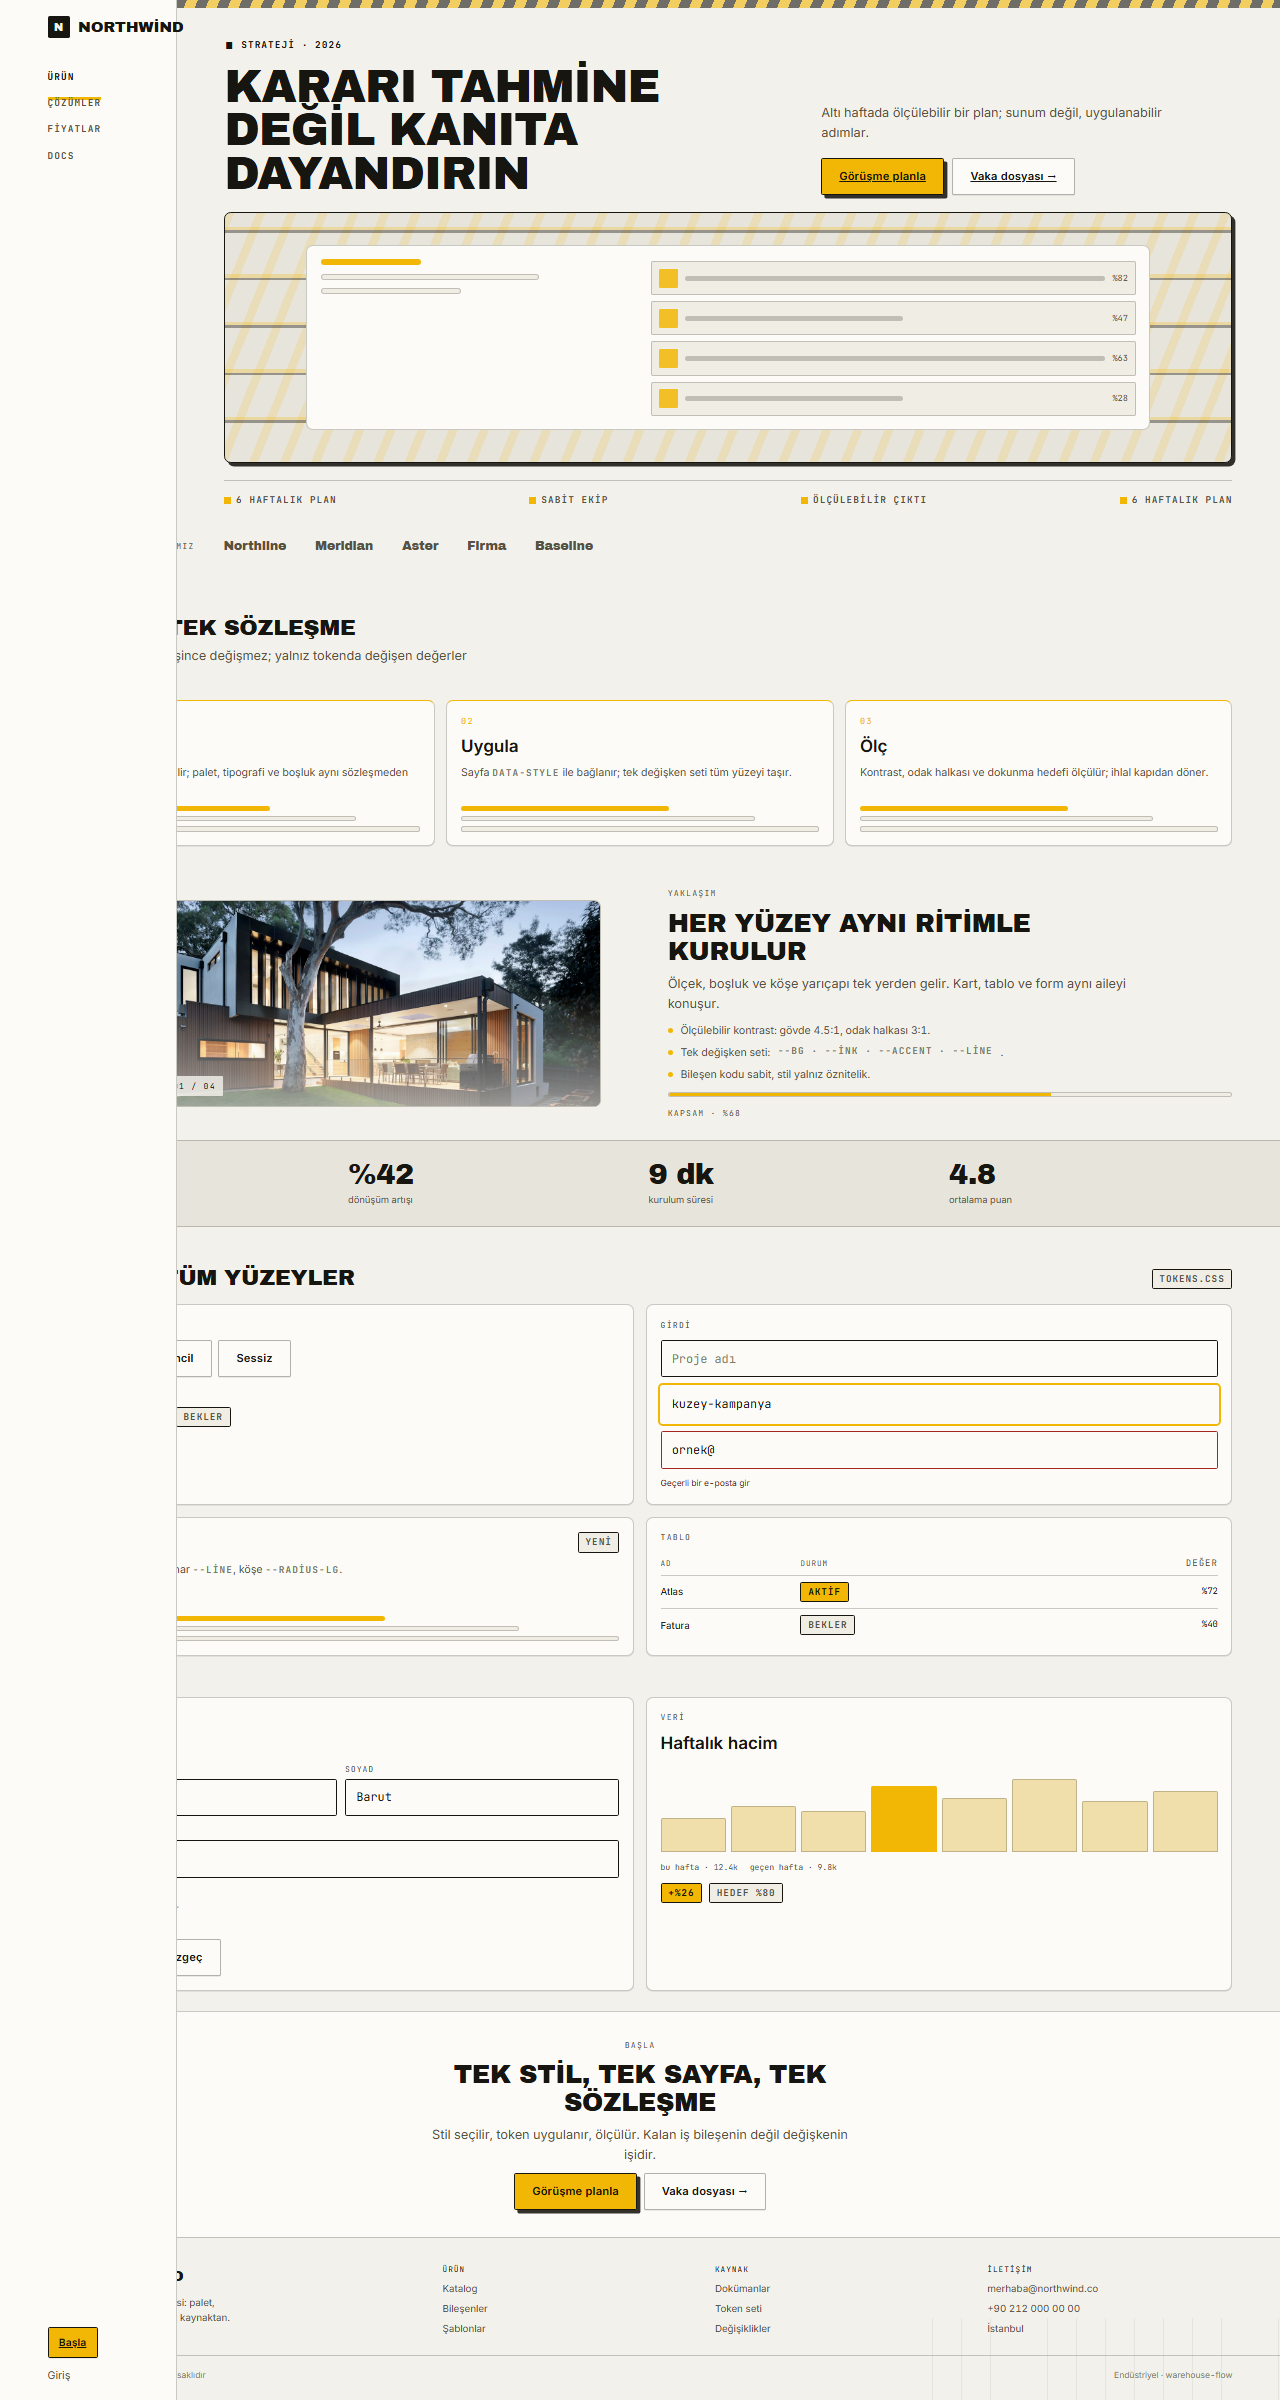 N NORTHWİND
ÜRÜN
ÇÖZÜMLER
FİYATLAR
DOCS
STRATEJİ · 2026
KARARI TAHMİNE
DEĞİL KANITA
DAYANDIRIN
Altı haftada ölçülebilir bir plan; sunum değil, uygulanabilir
adımlar.
Görüşme planla
Vaka dosyası →
%82
%47
%63
%28
6 HAFTALIK PLAN
SABİT EKİP
ÖLÇÜLEBİLİR ÇIKTI
6 HAFTALIK PLAN
MIZ
Northline
Meridian
Aster
Firma
Baseline
TEK SÖZLEŞME
şince değişmez; yalnız tokenda değişen değerler
lir; palet, tipografi ve boşluk aynı sözleşmeden
02
Uygula
Sayfa DATA-STYLE ile bağlanır; tek değişken seti tüm yüzeyi taşır.
03
Ölç
Kontrast, odak halkası ve dokunma hedefi ölçülür; ihlal kapıdan döner.
1 / 04
YAKLAŞIM
HER YÜZEY AYNI RİTİMLE
KURULUR
Ölçek, boşluk ve köşe yarıçapı tek yerden gelir. Kart, tablo ve form aynı aileyi
konuşur.
Ölçülebilir kontrast: gövde 4.5:1, odak halkası 3:1.
Tek değişken seti: --BG · --İNK · --ACCENT · --LİNE .
Bileşen kodu sabit, stil yalnız öznitelik.
KAPSAM · %68
%42
dönüşüm artışı
9 dk
kurulum süresi
4.8
ortalama puan
TÜM YÜZEYLER
TOKENS.CSS
ncil
Sessiz
BEKLER
GİRDİ
Proje adı
kuzey-kampanya
ornek@
Geçerli bir e-posta gir
YENİ
nar --LİNE, köşe --RADİUS-LG.
TABLO
AD DURUM DEĞER
Atlas AKTİF %72
Fatura BEKLER %40
SOYAD
Barut
zgeç
VERİ
Haftalık hacim
bu hafta · 12.4k geçen hafta · 9.8k
+%26
HEDEF %80
BAŞLA
TEK STİL, TEK SAYFA, TEK
SÖZLEŞME
Stil seçilir, token uygulanır, ölçülür. Kalan iş bileşenin değil değişkenin
işidir.
Görüşme planla
Vaka dosyası →
si: palet,
kaynaktan.
ÜRÜN
Katalog
Bileşenler
Şablonlar
KAYNAK
Dokümanlar
Token seti
Değişiklikler
İLETİŞİM
merhaba@northwind.co
+90 212 000 00 00
İstanbul
Başla
Giriş
saklıdır
Endüstriyel · warehouse-flow